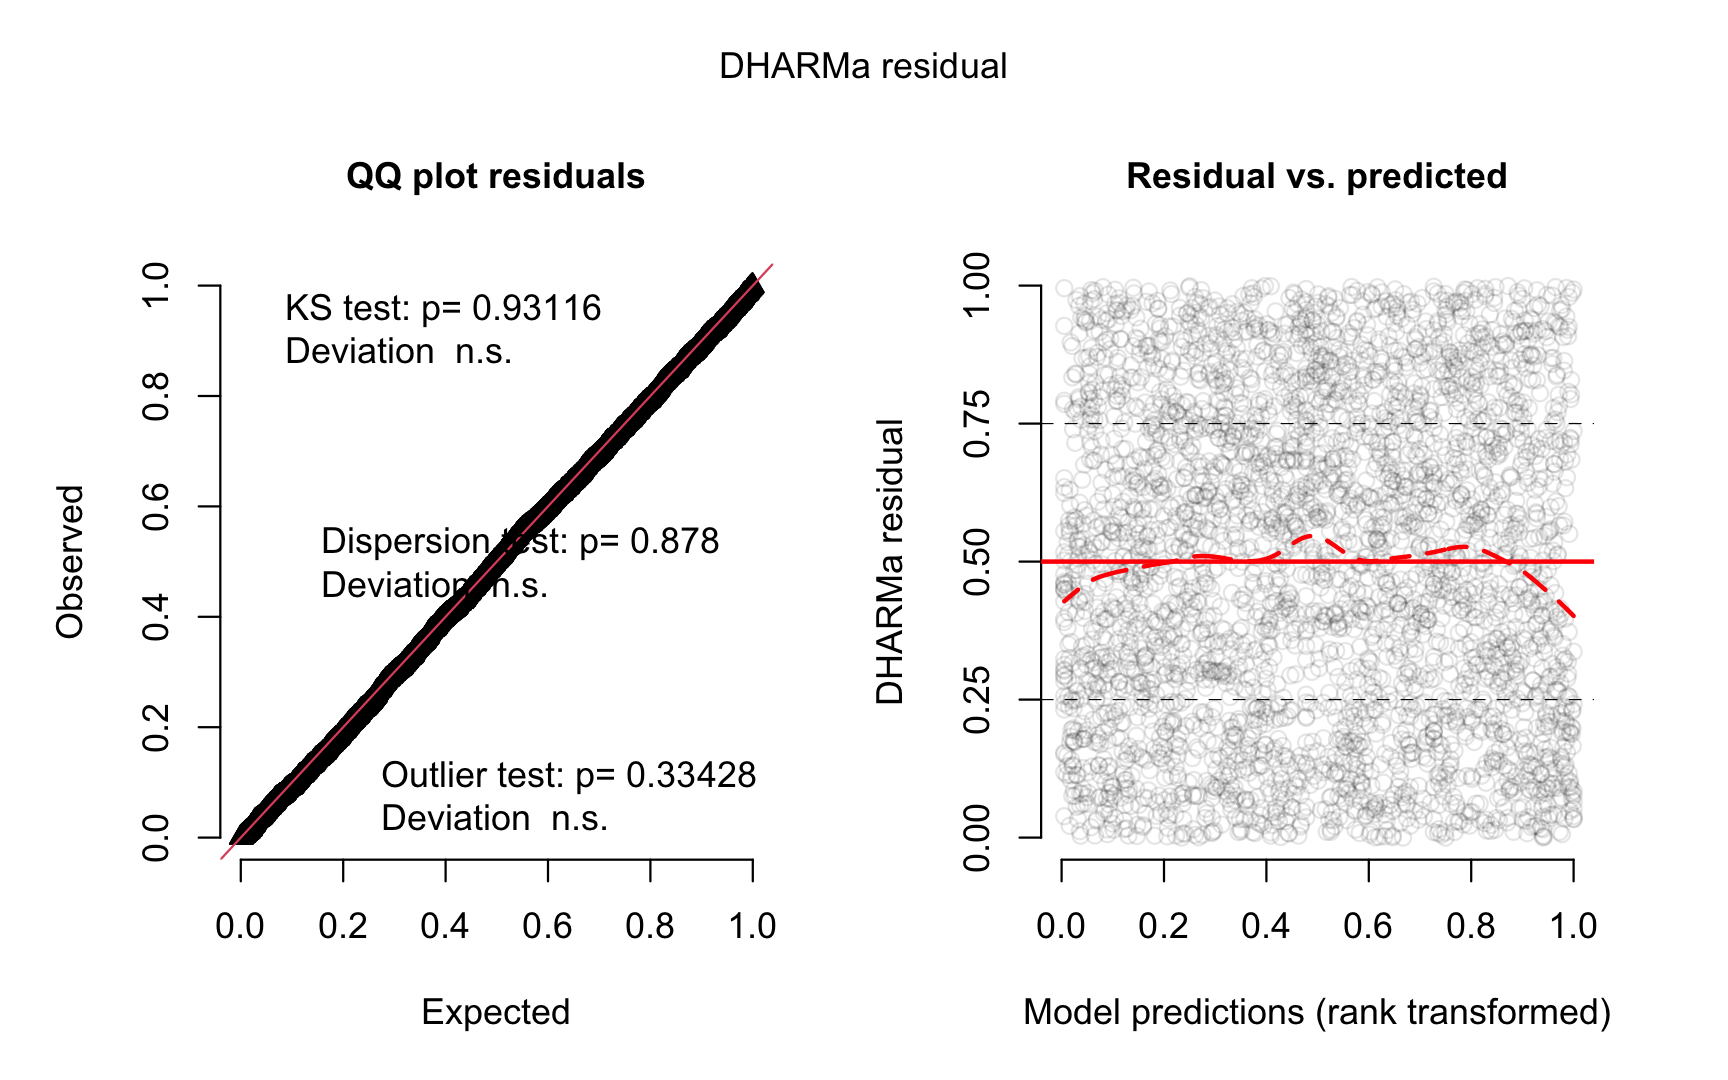 DHARMa residual
QQ plot residuals
KS test: p= 0.93116
Deviation  n.s.
Dispersion test: p= 0.878
Deviation  n.s.
Outlier test: p= 0.33428
Deviation  n.s.
Observed
1.0
0.8
0.6
0.4
0.2
0.0
0.0 0.2 0.4 0.6 0.8 1.0
Expected
Residual vs. predicted
DHARMa residual
1.00
0.75
0.50
0.25
0.00
0.0 0.2 0.4 0.6 0.8 1.0
Model predictions (rank transformed)